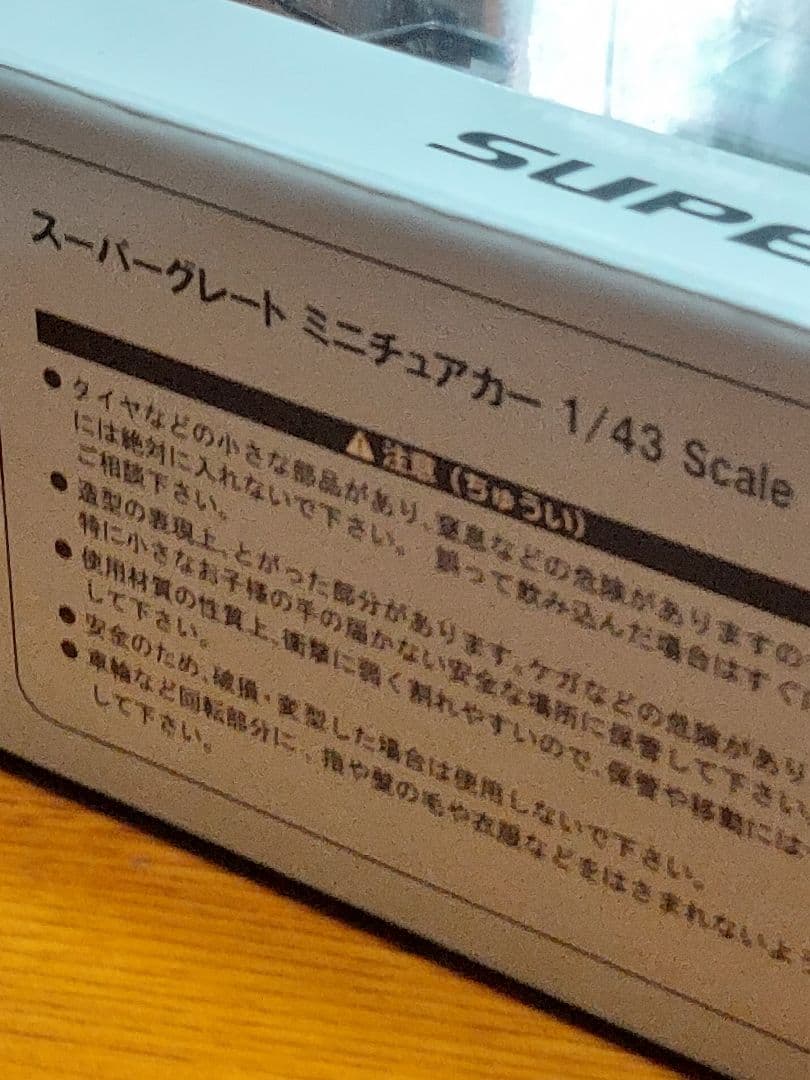 SUPE
スーパーグレート ミニチュアカー 1/43 Scale
⚠注意（ちゅうい）
●タイヤなどの小さな部品があり、窒息などの危険がありますので
には絶対に入れないで下さい。 誤って飲み込んだ場合はすぐに
ご相談下さい。
●造型の表現上、とがった部分があります。ケガなどの危険があり
特に小さなお子様の手の届かない安全な場所に保管して下さい
●使用材質の性質上、衝撃に弱く割れやすいので、保管や移動には
して下さい。
●安全のため、破損・変型した場合は使用しないで下さい。
●車輪など回転部分に、指や髪の毛や衣服などをはさまれないよう
して下さい。